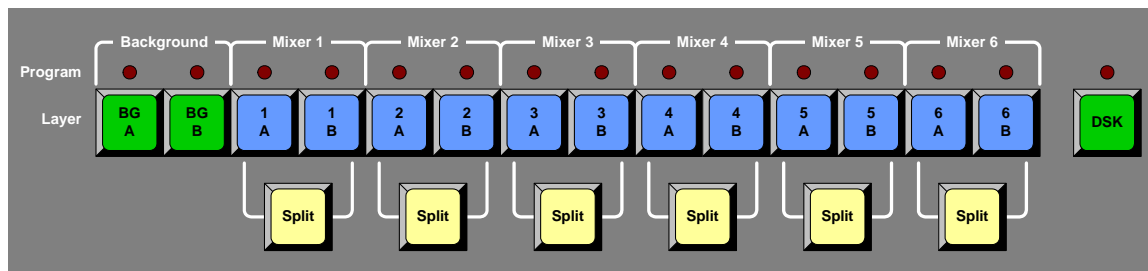 Background Mixer 1 Mixer 2 Mixer 3 Mixer 4 Mixer 5 Mixer 6
Program
Layer
BG A
BG B
1 A
1 B
2 A
2 B
3 A
3 B
4 A
4 B
5 A
5 B
6 A
6 B
DSK
Split Split Split Split Split Split